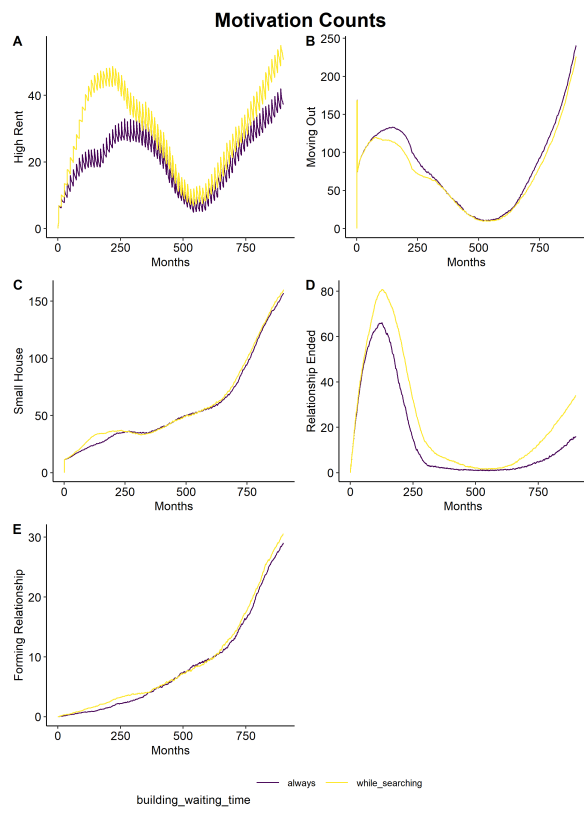 Motivation Counts
A
B
High Rent
40
20
0
0
250
500
750
Months
Moving Out
250
200
150
100
50
0
0
250
500
750
Months
C
D
Small House
150
100
50
0
0
250
500
750
Months
Relationship Ended
80
60
40
20
0
0
250
500
750
Months
E
Forming Relationship
30
20
10
0
0
250
500
750
Months
always
while_searching
building_waiting_time